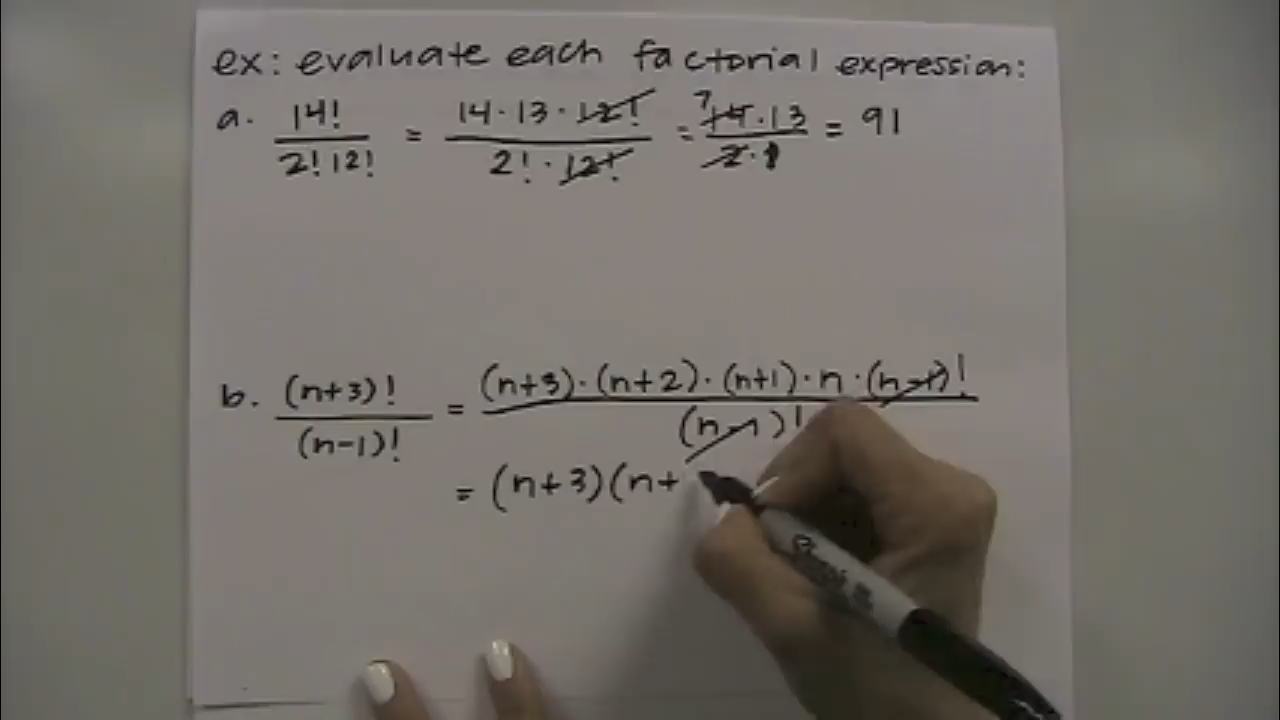 ex: evaluate each factorial expression:
a. 14!/2!12! = 14·13·12!/2!·12! = 7 14·13/2·1 = 91
b. (n+3)!/(n-1)! = (n+3)·(n+2)·(n+1)·n·(n-1)!/(n-1)!
= (n+3)(n+
Sharpie